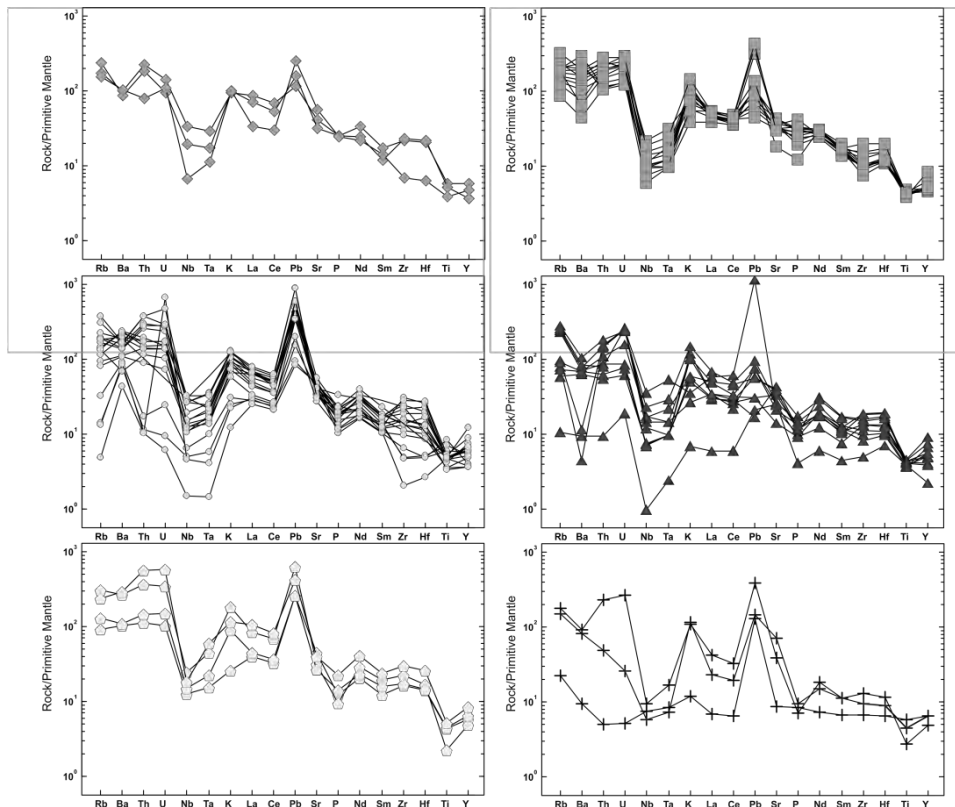 Rock/Primitive Mantle
10³
10²
10¹
10⁰
Rb Ba Th U Nb Ta K La Ce Pb Sr P Nd Sm Zr Hf Ti Y
Rock/Primitive Mantle
10³
10²
10¹
10⁰
Rb Ba Th U Nb Ta K La Ce Pb Sr P Nd Sm Zr Hf Ti Y
Rock/Primitive Mantle
10³
10²
10¹
10⁰
Rb Ba Th U Nb Ta K La Ce Pb Sr P Nd Sm Zr Hf Ti Y
Rock/Primitive Mantle
10³
10²
10¹
10⁰
Rb Ba Th U Nb Ta K La Ce Pb Sr P Nd Sm Zr Hf Ti Y
Rock/Primitive Mantle
10³
10²
10¹
10⁰
Rb Ba Th U Nb Ta K La Ce Pb Sr P Nd Sm Zr Hf Ti Y
Rock/Primitive Mantle
10³
10²
10¹
10⁰
Rb Ba Th U Nb Ta K La Ce Pb Sr P Nd Sm Zr Hf Ti Y